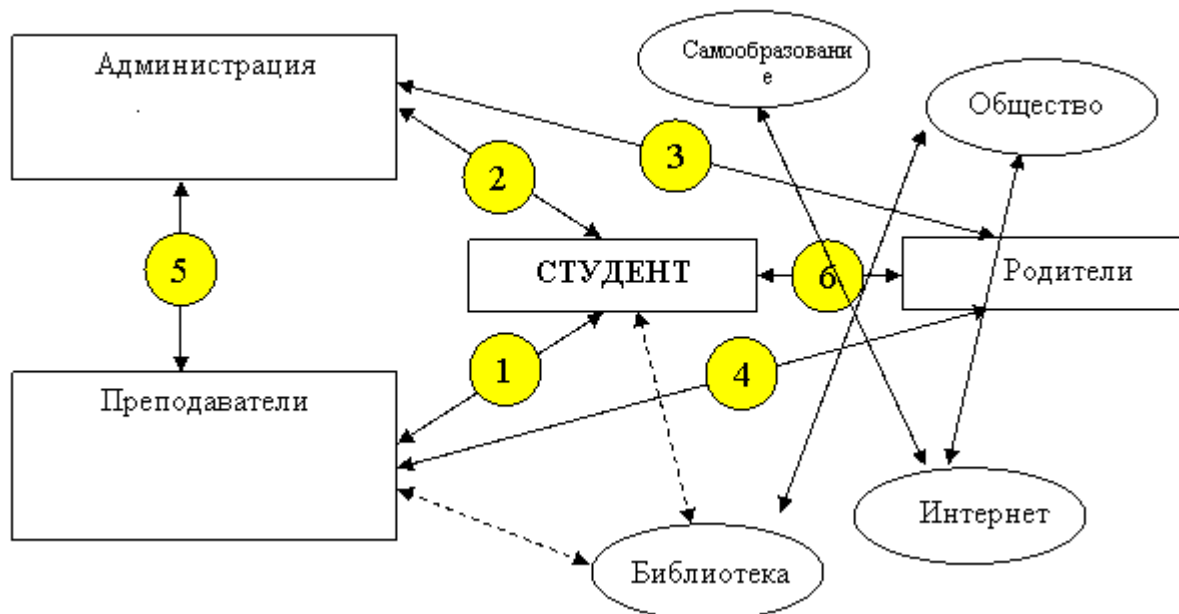 Администрация
Самообразовани
е
Общество
3
2
5
СТУДЕНТ
6
Родители
1
4
Преподаватели
Интернет
Библиотека